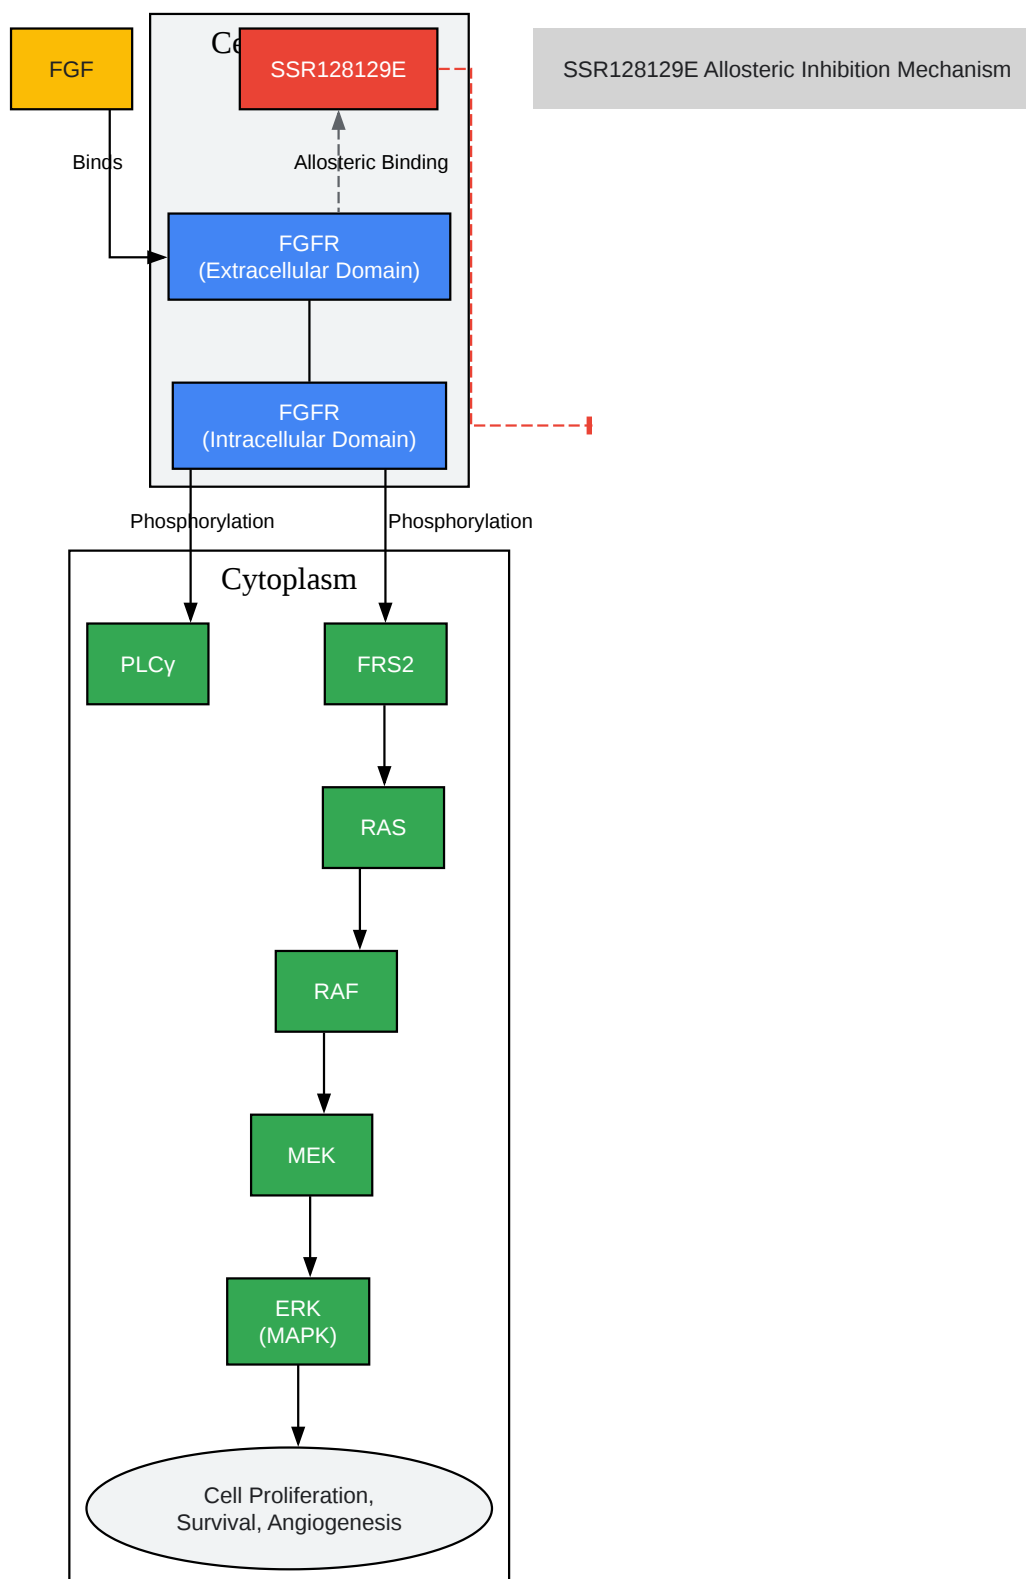 FGF
SSR128129E
SSR128129E Allosteric Inhibition Mechanism
Binds
Allosteric Binding
FGFR
(Extracellular Domain)
FGFR
(Intracellular Domain)
Phosphorylation
Phosphorylation
Cytoplasm
PLCγ
FRS2
RAS
RAF
MEK
ERK
(MAPK)
Cell Proliferation,
Survival, Angiogenesis